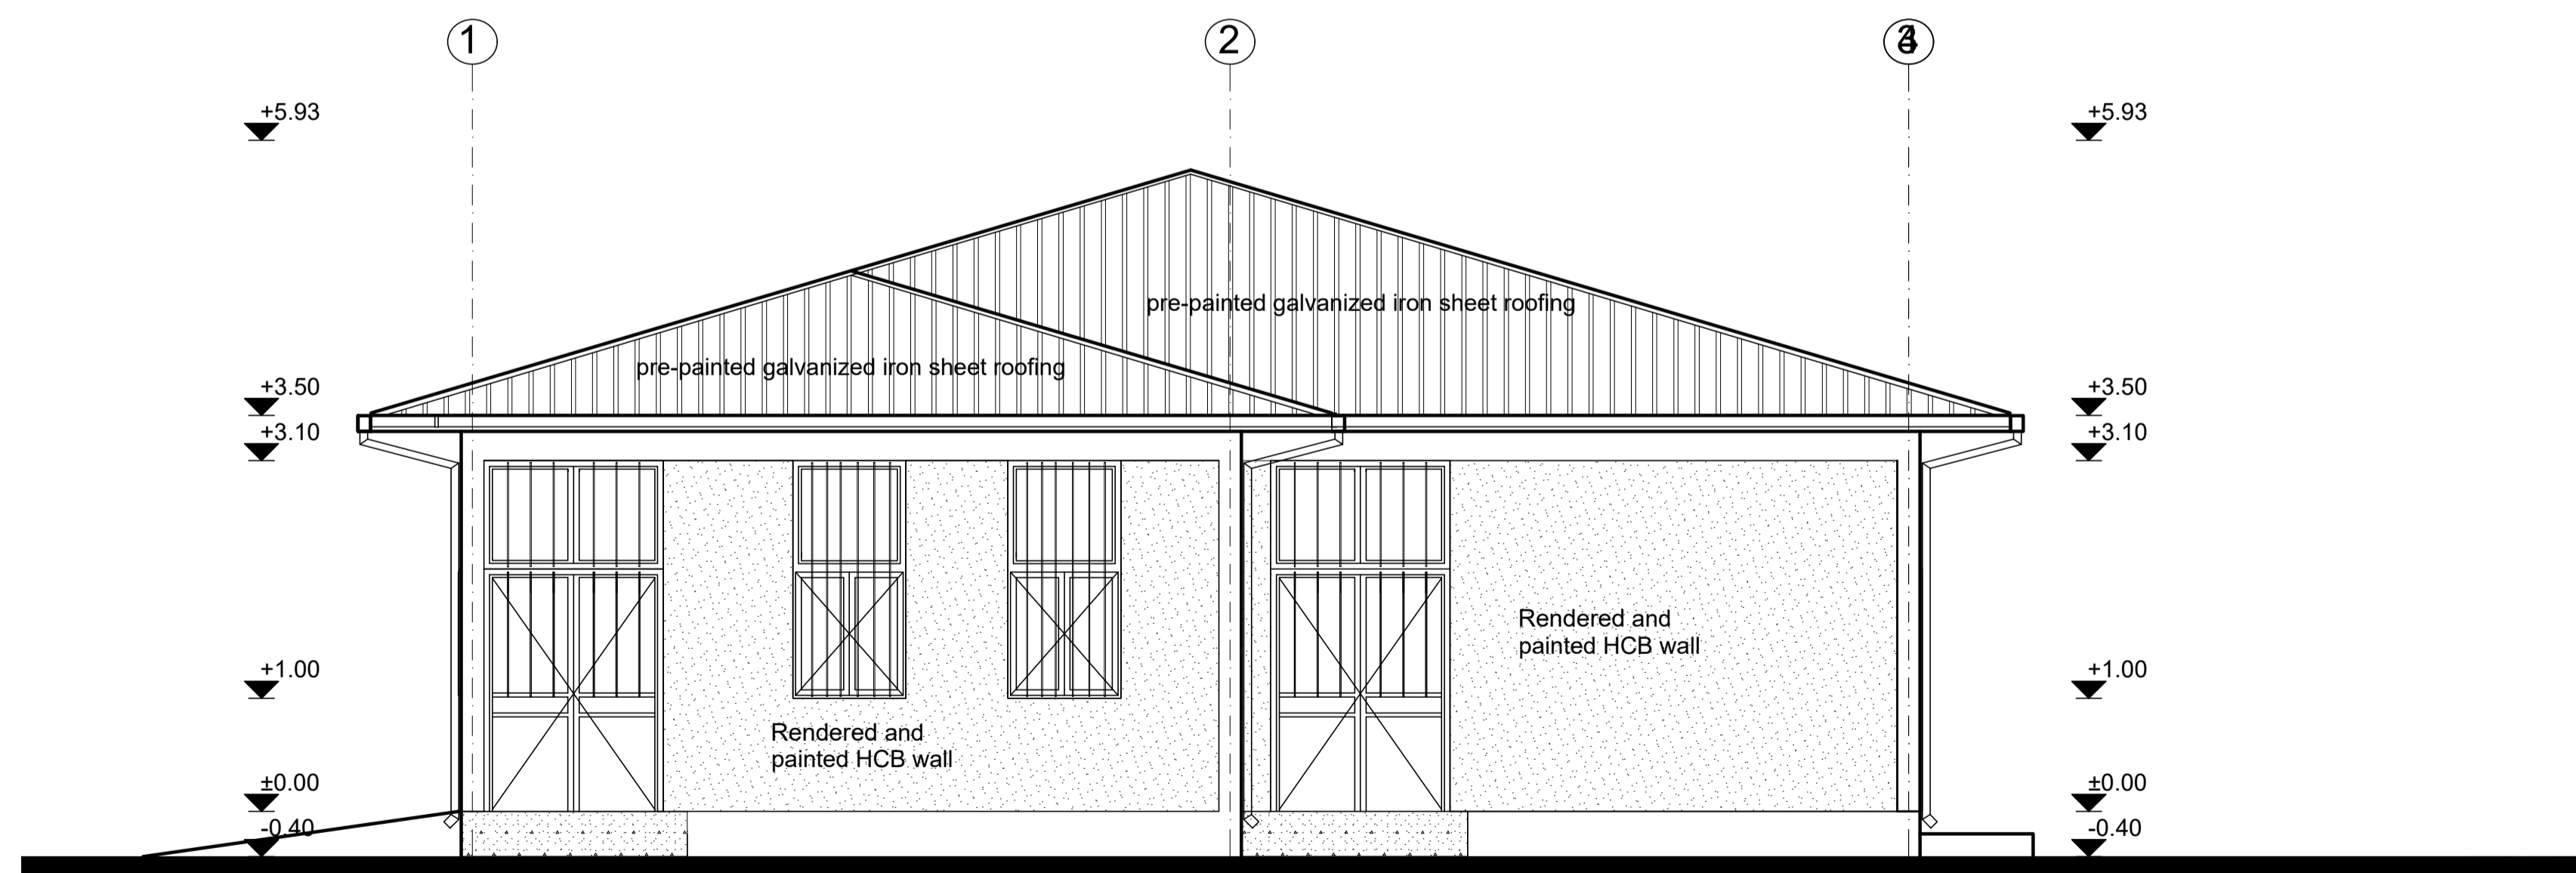 1
2
+5.93
+5.93
pre-painted galvanized iron sheet roofing
pre-painted galvanized iron sheet roofing
+3.50
+3.50
+3.10
+3.10
Rendered and
painted HCB wall
+1.00
+1.00
Rendered and
painted HCB wall
±0.00
±0.00
-0.40
-0.40